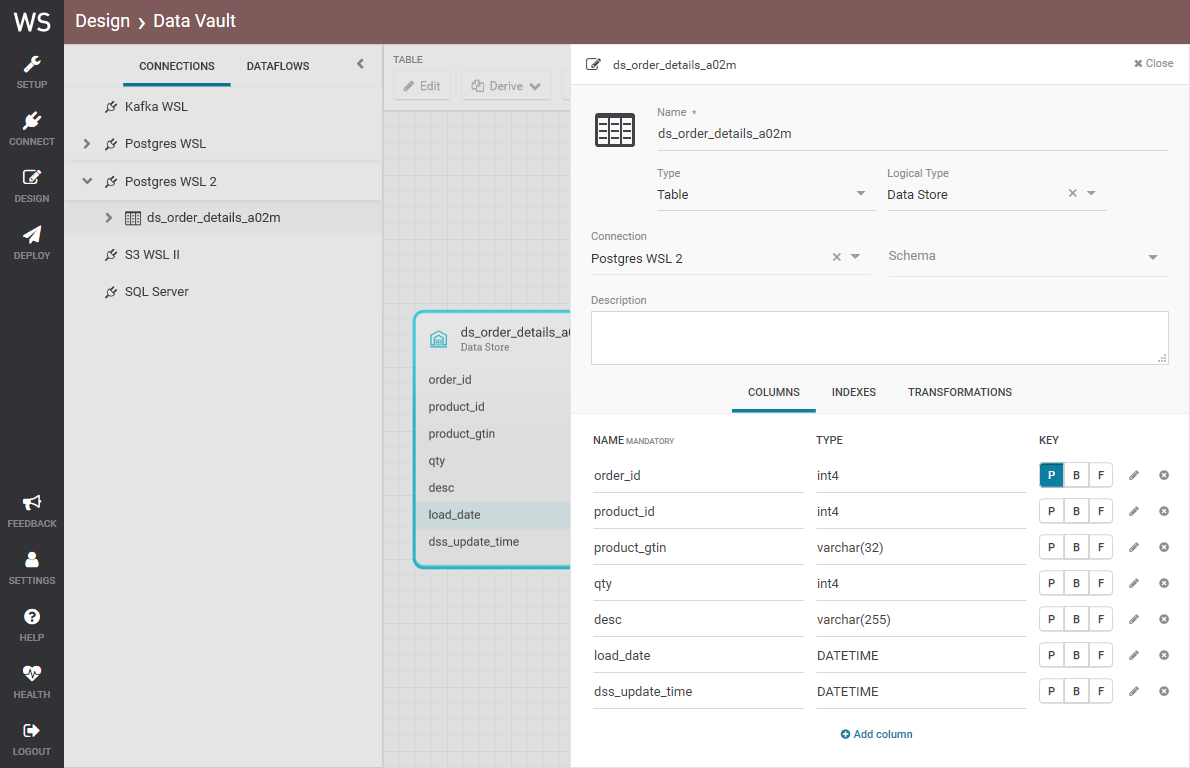 WS
Design › Data Vault
SETUP
CONNECT
DESIGN
DEPLOY
FEEDBACK
SETTINGS
HELP
HEALTH
LOGOUT
CONNECTIONS DATAFLOWS
Kafka WSL
Postgres WSL
Postgres WSL 2
ds_order_details_a02m
S3 WSL II
SQL Server
TABLE
Edit Derive
ds_order_details_a0
Data Store
order_id
product_id
product_gtin
qty
desc
load_date
dss_update_time
ds_order_details_a02m Close
Name *
ds_order_details_a02m
Type Logical Type
Table Data Store
Connection
Postgres WSL 2 Schema
Description
COLUMNS INDEXES TRANSFORMATIONS
NAME MANDATORY TYPE KEY
order_id int4 P B F
product_id int4 P B F
product_gtin varchar(32) P B F
qty int4 P B F
desc varchar(255) P B F
load_date DATETIME P B F
dss_update_time DATETIME P B F
Add column